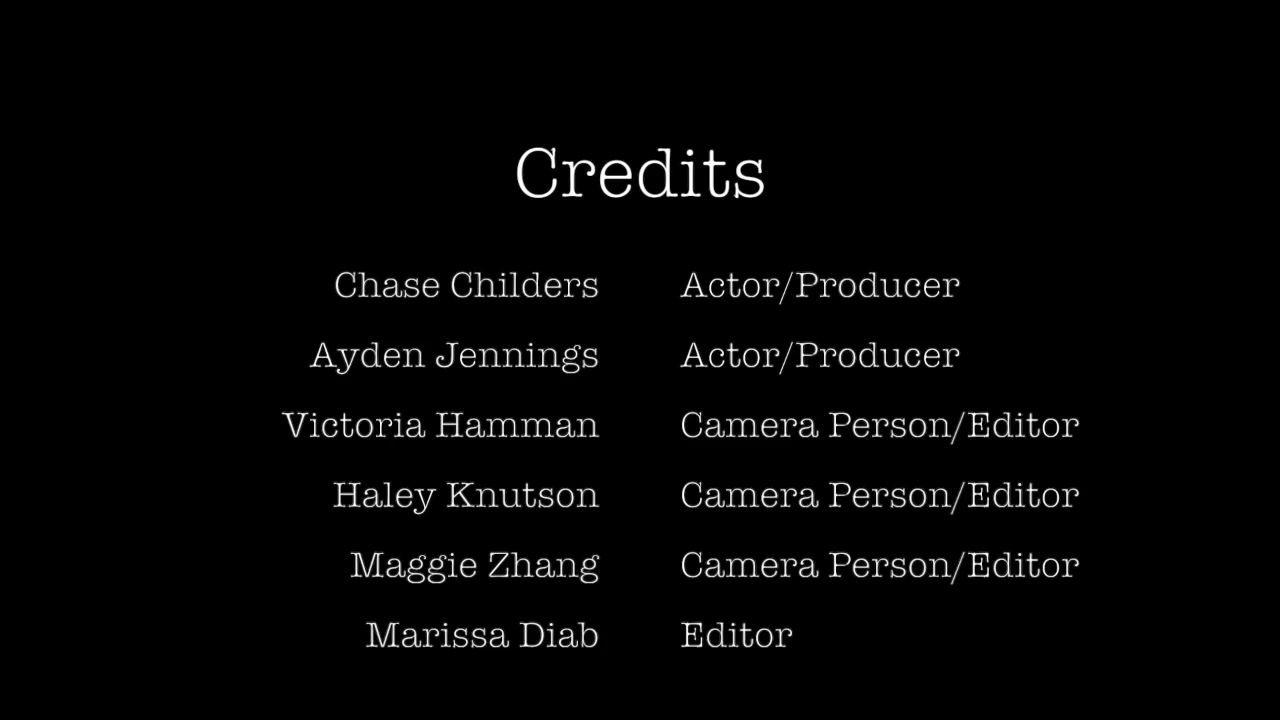 Credits
Chase Childers Actor/Producer
Ayden Jennings Actor/Producer
Victoria Hamman Camera Person/Editor
Haley Knutson Camera Person/Editor
Maggie Zhang Camera Person/Editor
Marissa Diab Editor